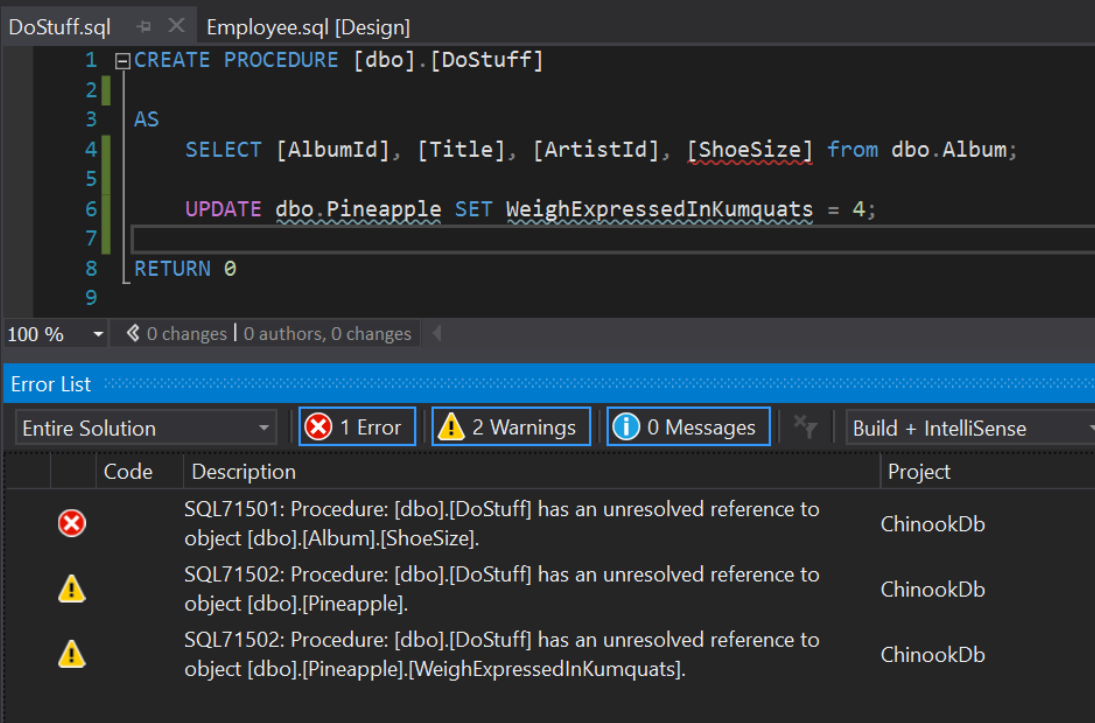 DoStuff.sql Employee.sql [Design]
1 CREATE PROCEDURE [dbo].[DoStuff]
2
3 AS
4 SELECT [AlbumId], [Title], [ArtistId], [ShoeSize] from dbo.Album;
5
6 UPDATE dbo.Pineapple SET WeighExpressedInKumquats = 4;
7
8 RETURN 0
9
100 % 0 changes | 0 authors, 0 changes
Error List
Entire Solution 1 Error 2 Warnings 0 Messages Build + IntelliSense
Code Description Project
SQL71501: Procedure: [dbo].[DoStuff] has an unresolved reference to
object [dbo].[Album].[ShoeSize].
ChinookDb
SQL71502: Procedure: [dbo].[DoStuff] has an unresolved reference to
object [dbo].[Pineapple].
ChinookDb
SQL71502: Procedure: [dbo].[DoStuff] has an unresolved reference to
object [dbo].[Pineapple].[WeighExpressedInKumquats].
ChinookDb